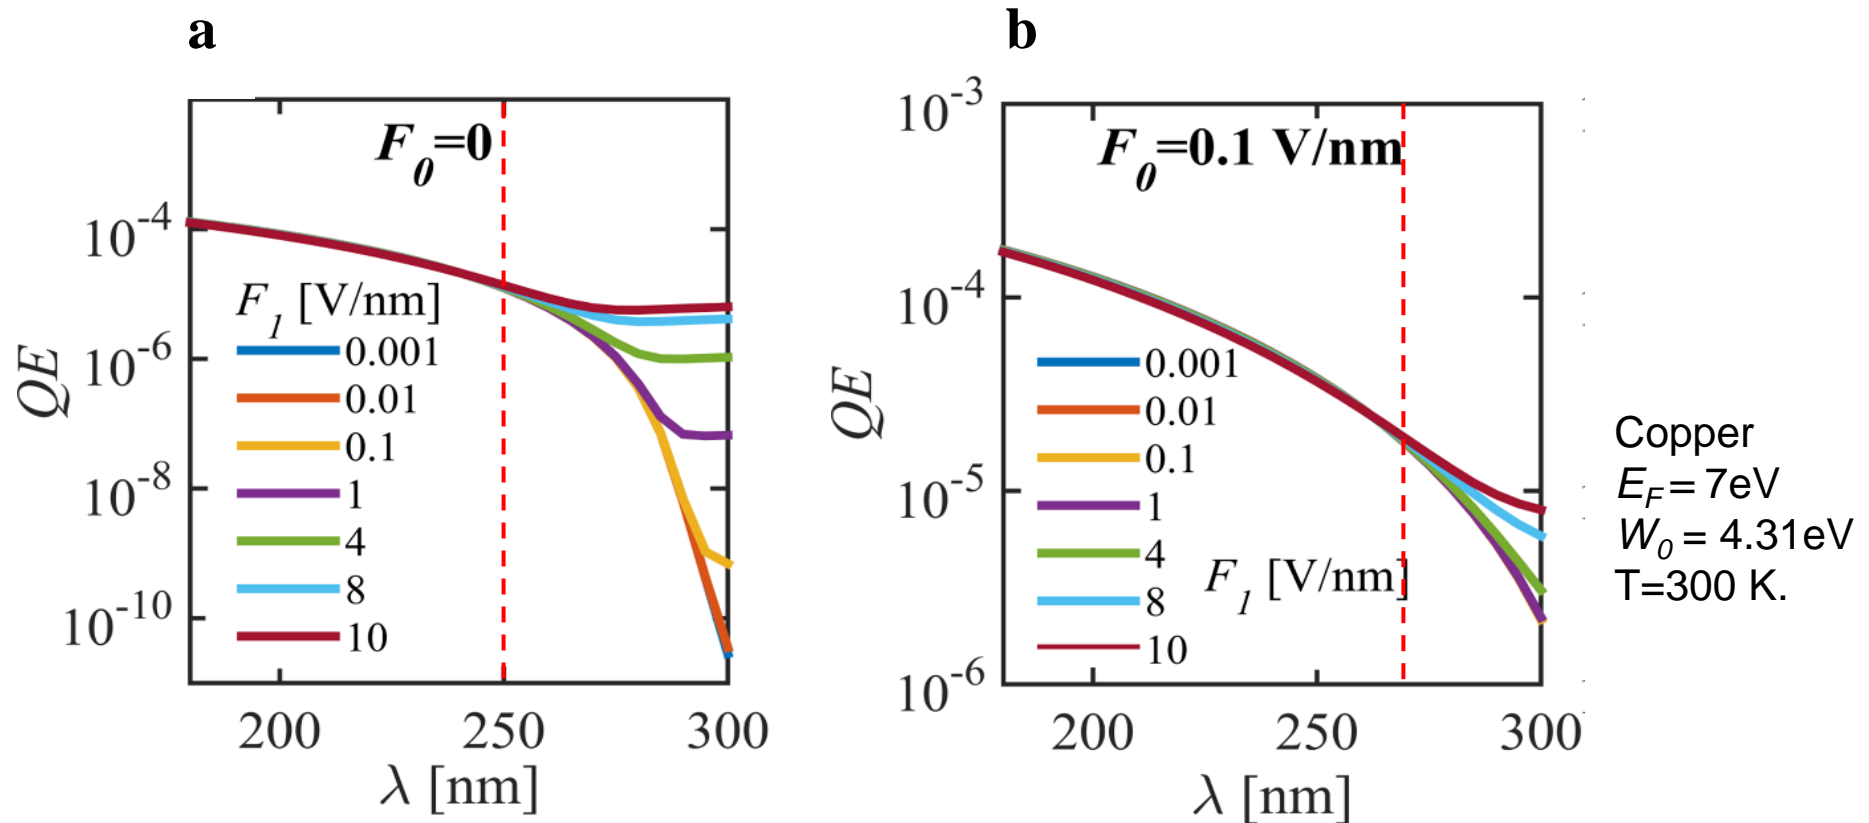 a
F0=0
10-4
10-6
10-8
10-10
QE
F1 [V/nm]
0.001
0.01
0.1
1
4
8
10
200
250
300
λ [nm]
b
F0=0.1 V/nm
10-3
10-4
10-5
10-6
QE
0.001
0.01
0.1
1
4
8
10
F1 [V/nm]
200
250
300
λ [nm]
Copper
EF = 7eV
W0 = 4.31eV
T=300 K.